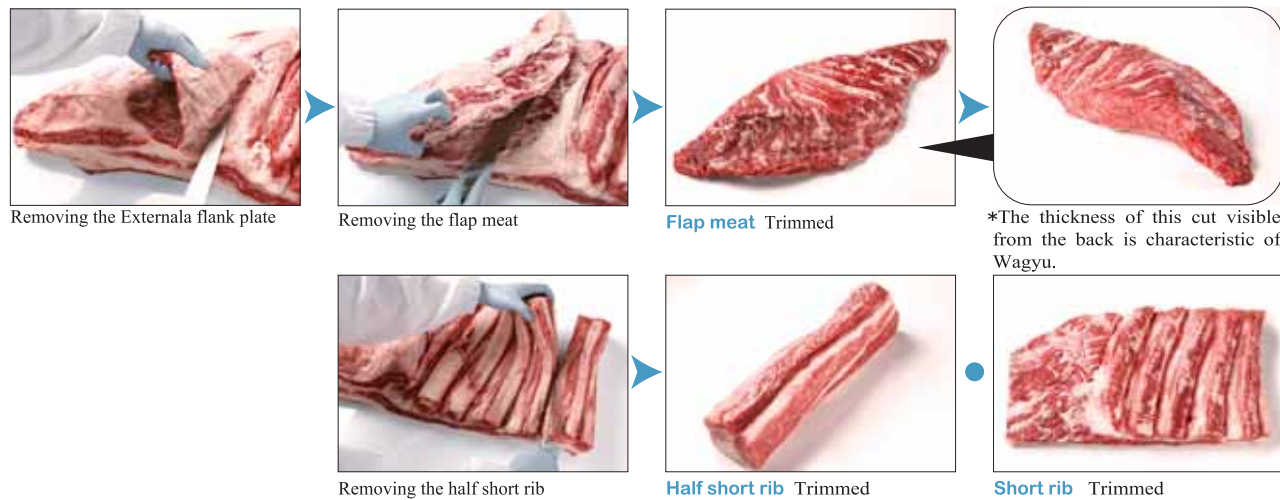 Removing the Externala flank plate
Removing the flap meat
Flap meat Trimmed
*The thickness of this cut visible
from the back is characteristic of
Wagyu.
Removing the half short rib
Half short rib Trimmed
Short rib Trimmed